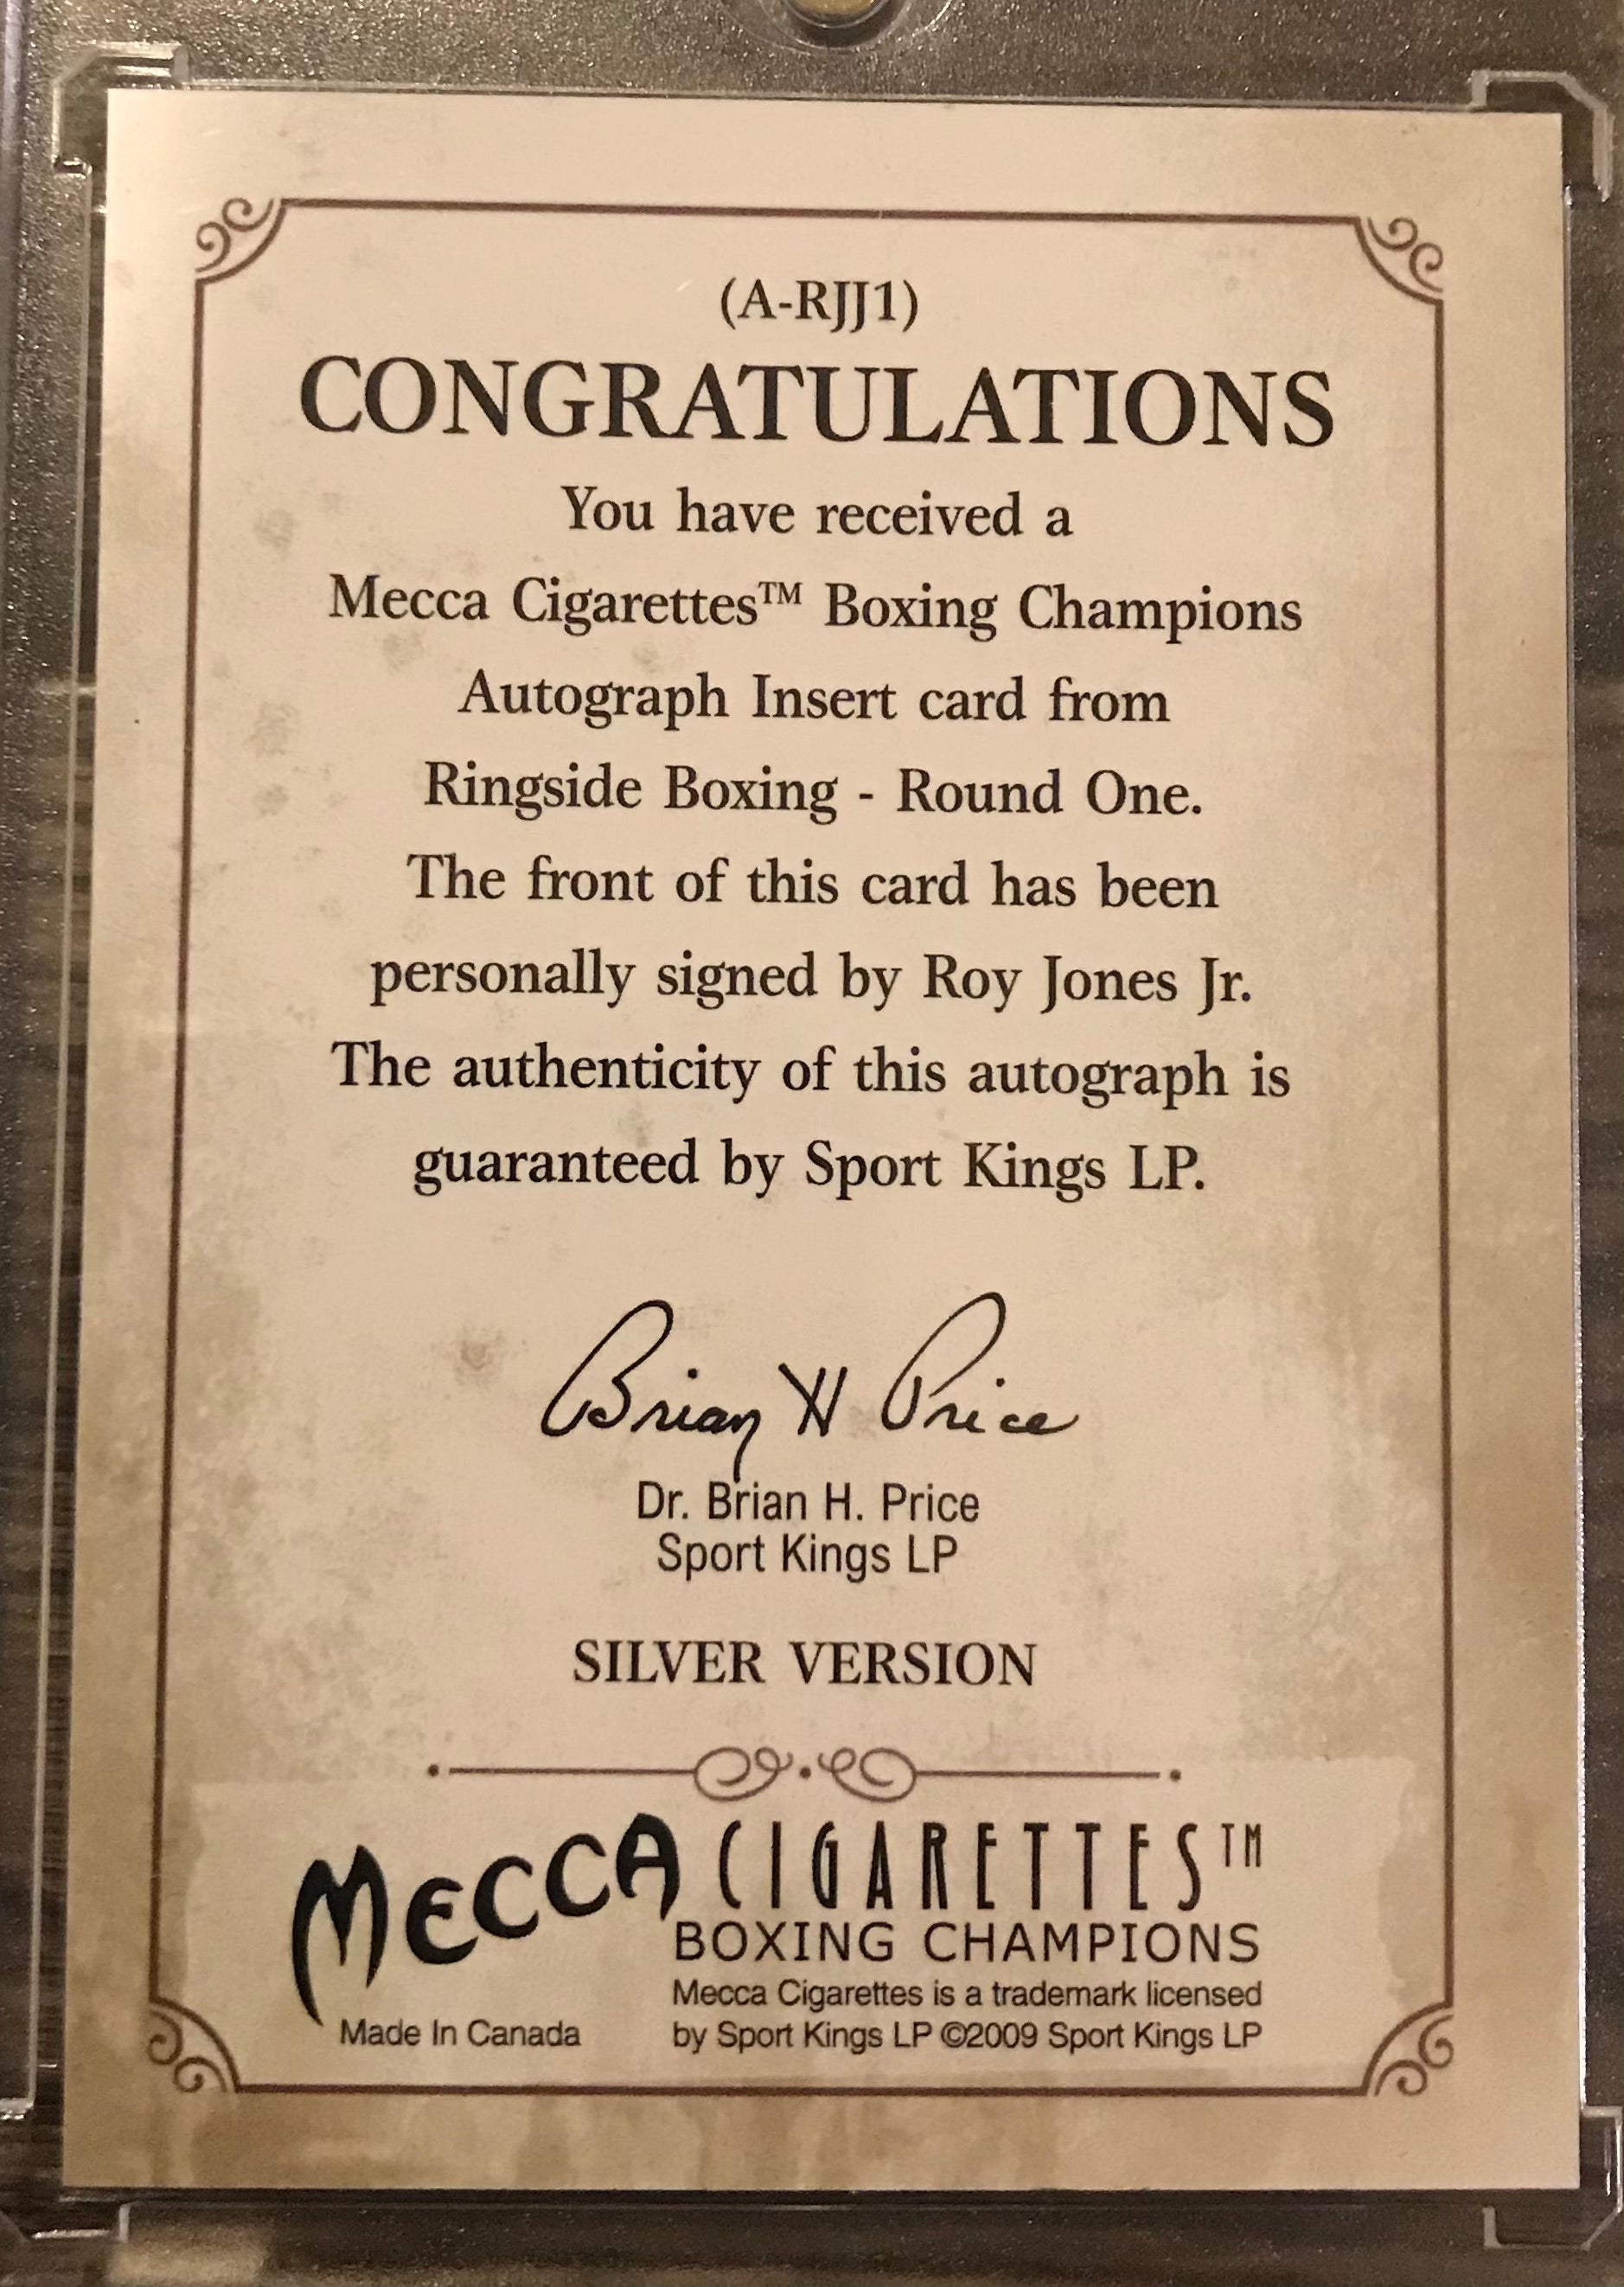 (A-RJJ1)
CONGRATULATIONS
You have received a
Mecca Cigarettes™ Boxing Champions
Autograph Insert card from
Ringside Boxing - Round One.
The front of this card has been
personally signed by Roy Jones Jr.
The authenticity of this autograph is
guaranteed by Sport Kings LP.
Brian H Price
Dr. Brian H. Price
Sport Kings LP
SILVER VERSION
MECCA CIGARETTES™
BOXING CHAMPIONS
Mecca Cigarettes is a trademark licensed
Made In Canada by Sport Kings LP ©2009 Sport Kings LP